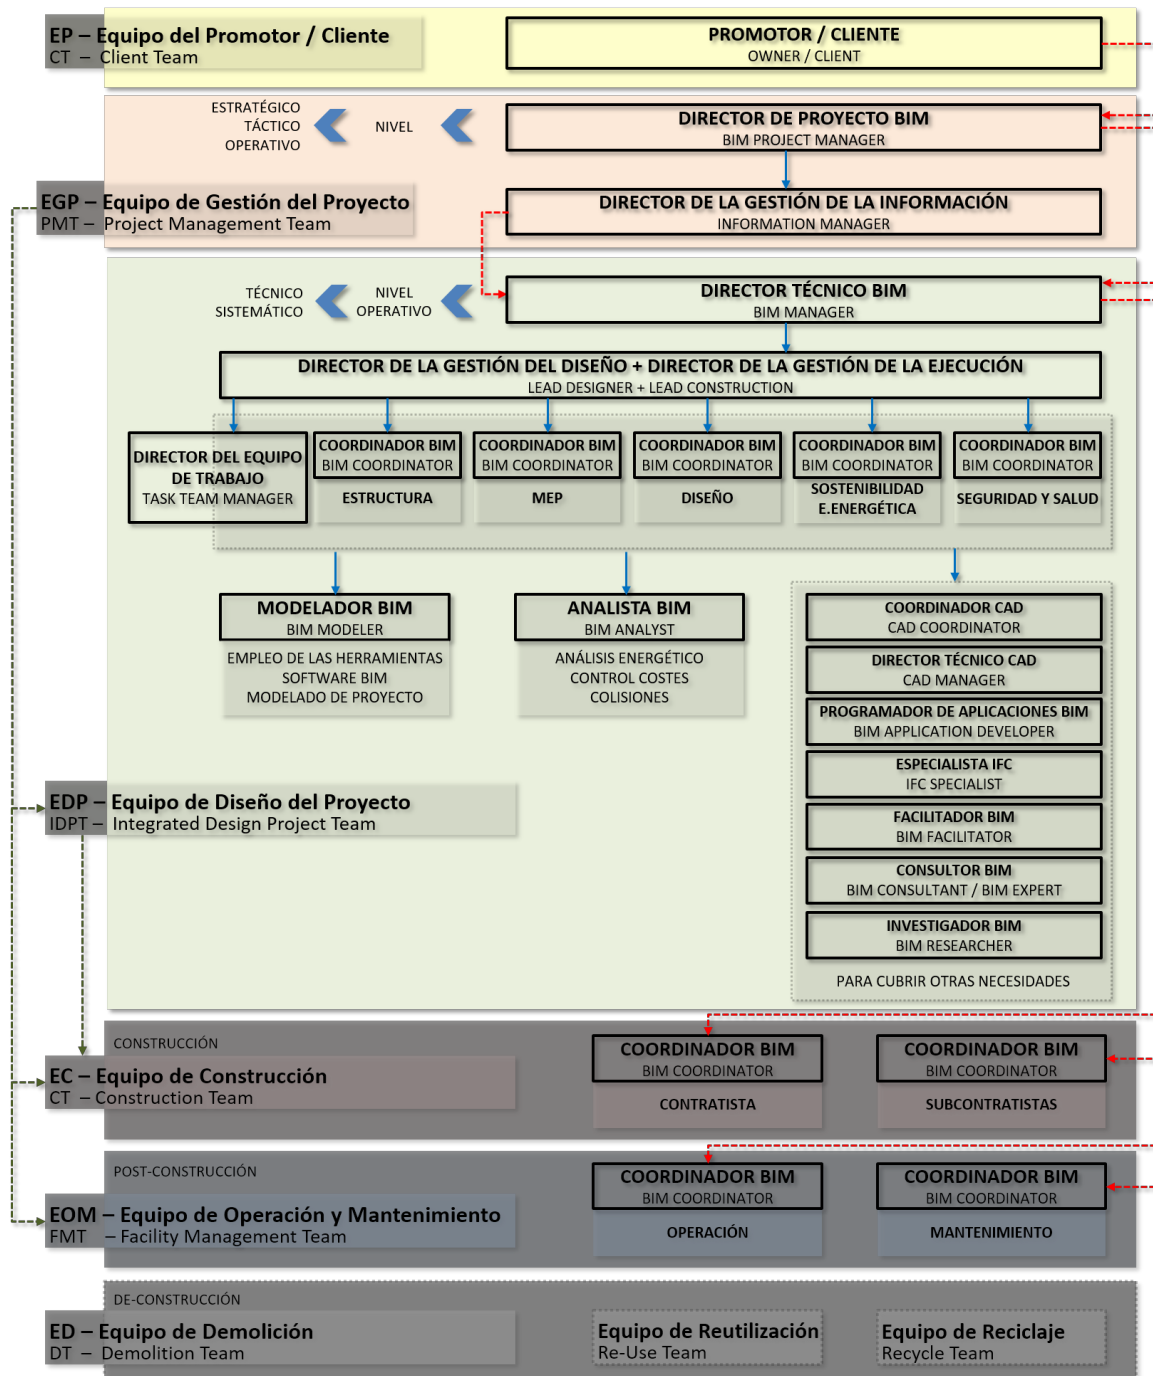 EP – Equipo del Promotor / Cliente
CT – Client Team
PROMOTOR / CLIENTE
OWNER / CLIENT
ESTRATÉGICO
TÁCTICO
OPERATIVO
NIVEL
DIRECTOR DE PROYECTO BIM
BIM PROJECT MANAGER
EGP – Equipo de Gestión del Proyecto
PMT – Project Management Team
DIRECTOR DE LA GESTIÓN DE LA INFORMACIÓN
INFORMATION MANAGER
TÉCNICO
SISTEMÁTICO
NIVEL
OPERATIVO
DIRECTOR TÉCNICO BIM
BIM MANAGER
DIRECTOR DE LA GESTIÓN DEL DISEÑO + DIRECTOR DE LA GESTIÓN DE LA EJECUCIÓN
LEAD DESIGNER + LEAD CONSTRUCTION
DIRECTOR DEL EQUIPO
DE TRABAJO
TASK TEAM MANAGER
COORDINADOR BIM
BIM COORDINATOR
ESTRUCTURA
COORDINADOR BIM
BIM COORDINATOR
MEP
COORDINADOR BIM
BIM COORDINATOR
DISEÑO
COORDINADOR BIM
BIM COORDINATOR
SOSTENIBILIDAD
E.ENERGÉTICA
COORDINADOR BIM
BIM COORDINATOR
SEGURIDAD Y SALUD
MODELADOR BIM
BIM MODELER
EMPLEO DE LAS HERRAMIENTAS
SOFTWARE BIM
MODELADO DE PROYECTO
ANALISTA BIM
BIM ANALYST
ANÁLISIS ENERGÉTICO
CONTROL COSTES
COLISIONES
COORDINADOR CAD
CAD COORDINATOR
DIRECTOR TÉCNICO CAD
CAD MANAGER
PROGRAMADOR DE APLICACIONES BIM
BIM APPLICATION DEVELOPER
ESPECIALISTA IFC
IFC SPECIALIST
FACILITADOR BIM
BIM FACILITATOR
CONSULTOR BIM
BIM CONSULTANT / BIM EXPERT
INVESTIGADOR BIM
BIM RESEARCHER
PARA CUBRIR OTRAS NECESIDADES
EDP – Equipo de Diseño del Proyecto
IDPT – Integrated Design Project Team
CONSTRUCCIÓN
EC – Equipo de Construcción
CT – Construction Team
COORDINADOR BIM
BIM COORDINATOR
CONTRATISTA
COORDINADOR BIM
BIM COORDINATOR
SUBCONTRATISTAS
POST-CONSTRUCCIÓN
EOM – Equipo de Operación y Mantenimiento
FMT – Facility Management Team
COORDINADOR BIM
BIM COORDINATOR
OPERACIÓN
COORDINADOR BIM
BIM COORDINATOR
MANTENIMIENTO
DE-CONSTRUCCIÓN
ED – Equipo de Demolición
DT – Demolition Team
Equipo de Reutilización
Re-Use Team
Equipo de Reciclaje
Recycle Team